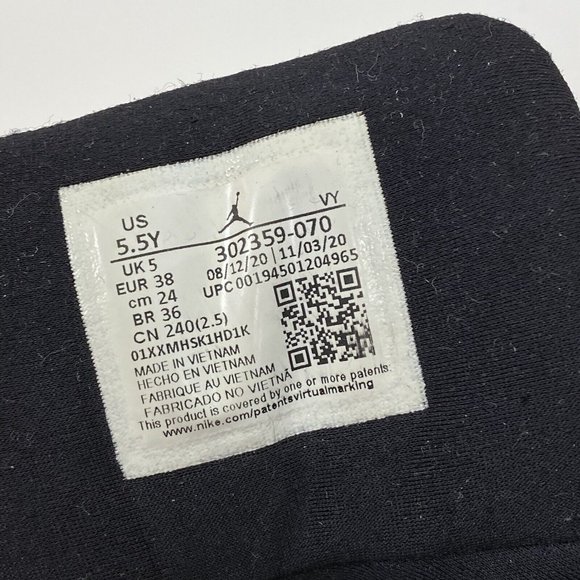 US VY
5.5Y 302359-070
UK 5 08/12/20 11/03/20
EUR 38 UPC 00194501204965
cm 24
BR 36
CN 240(2.5)
01XXMHSK1HD1K
MADE IN VIETNAM
HECHO EN VIETNAM
FABRIQUE AU VIETNAM
FABRICADO NO VIETNÃ
This product is covered by one or more patents:
www.nike.com/patentsvirtualmarking